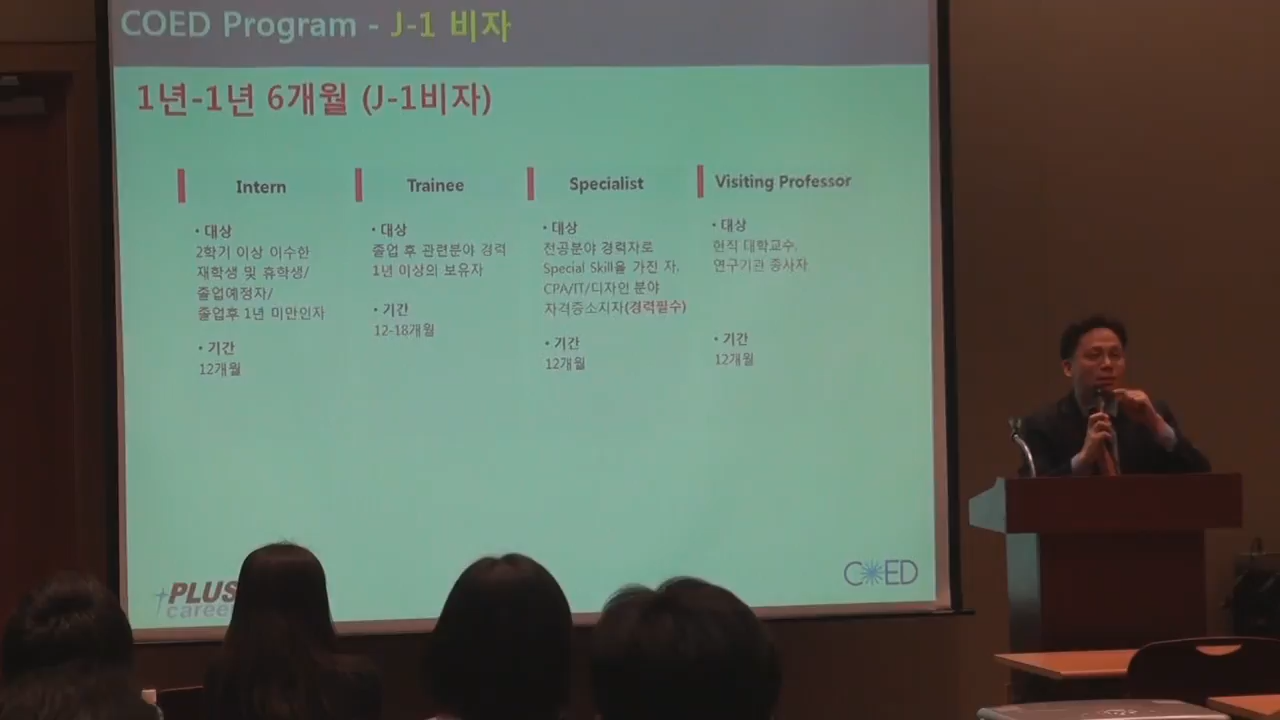 COED Program - J-1 비자
1년-1년 6개월 (J-1비자)
Intern
• 대상
2학기 이상 이수한
재학생 및 휴학생/
졸업예정자/
졸업후 1년 미만인자
• 기간
12개월
Trainee
• 대상
졸업 후 관련분야 경력
1년 이상의 보유자
• 기간
12-18개월
Specialist
• 대상
전공분야 경력자로
Special Skill을 가진 자,
CPA/IT/디자인 분야
자격증소지자(경력필수)
• 기간
12개월
Visiting Professor
• 대상
현직 대학교수,
연구기관 종사자
• 기간
12개월
PLUS
career
COED